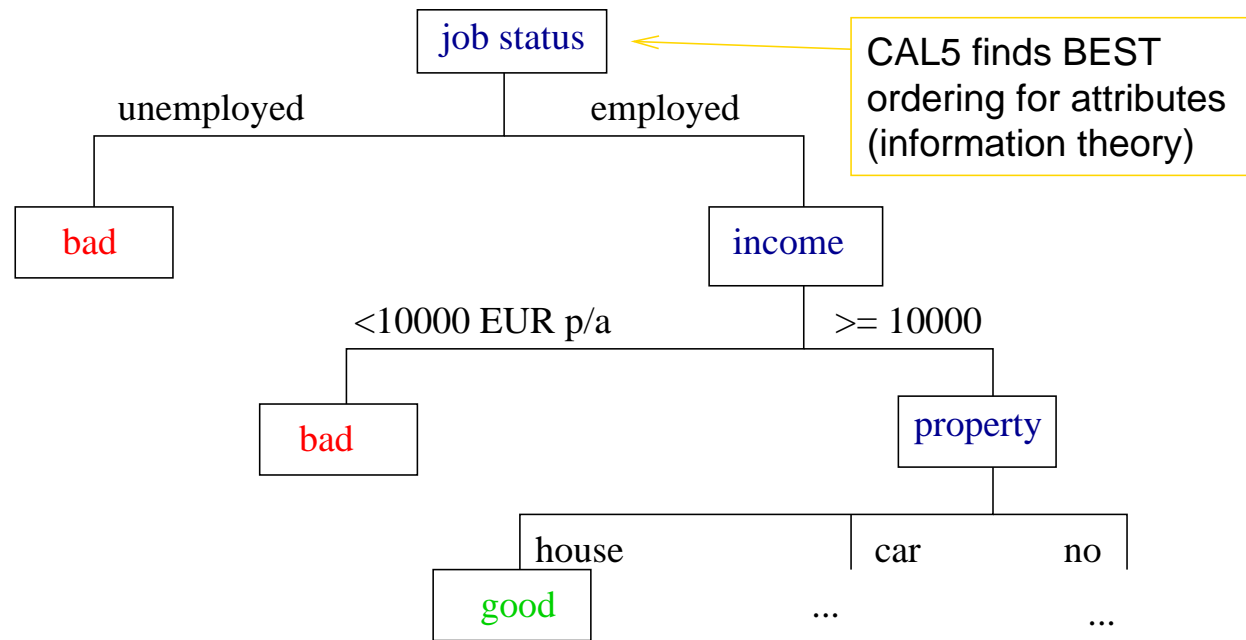 job status
CAL5 finds BEST
ordering for attributes
(information theory)
unemployed
employed
bad
income
<10000 EUR p/a
>= 10000
bad
property
house
car
no
good
...
...